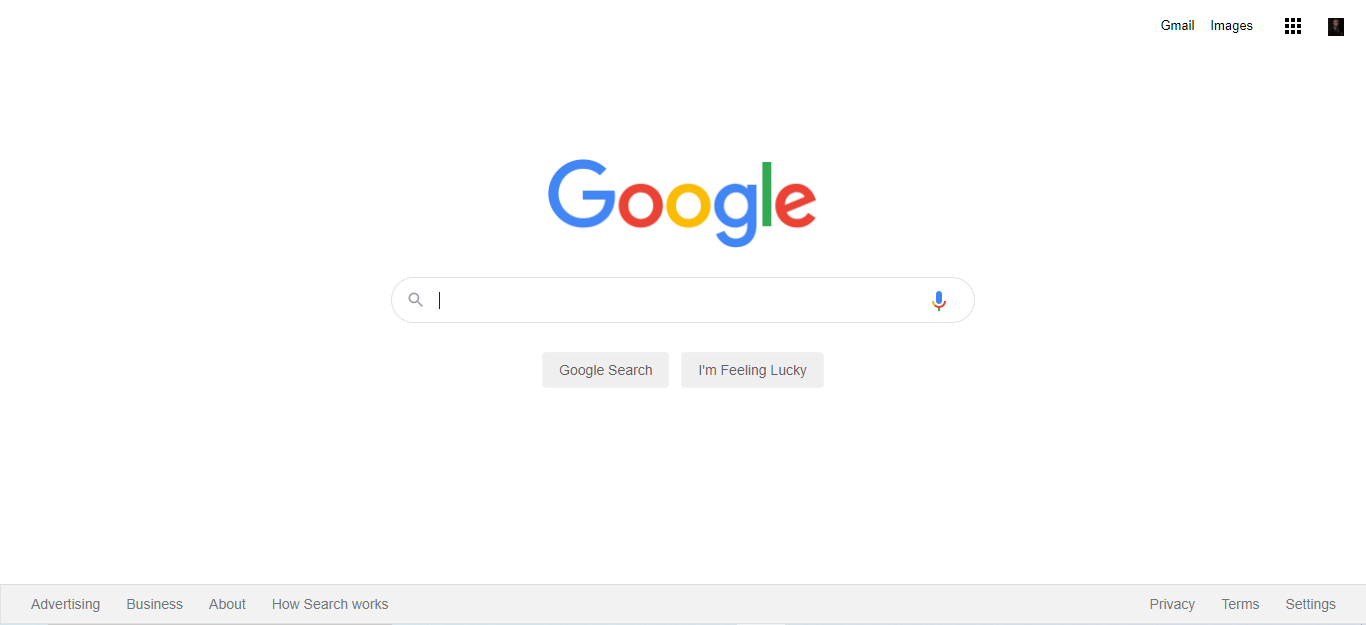 Gmail Images
Google
Google Search I'm Feeling Lucky
Advertising Business About How Search works Privacy Terms Settings